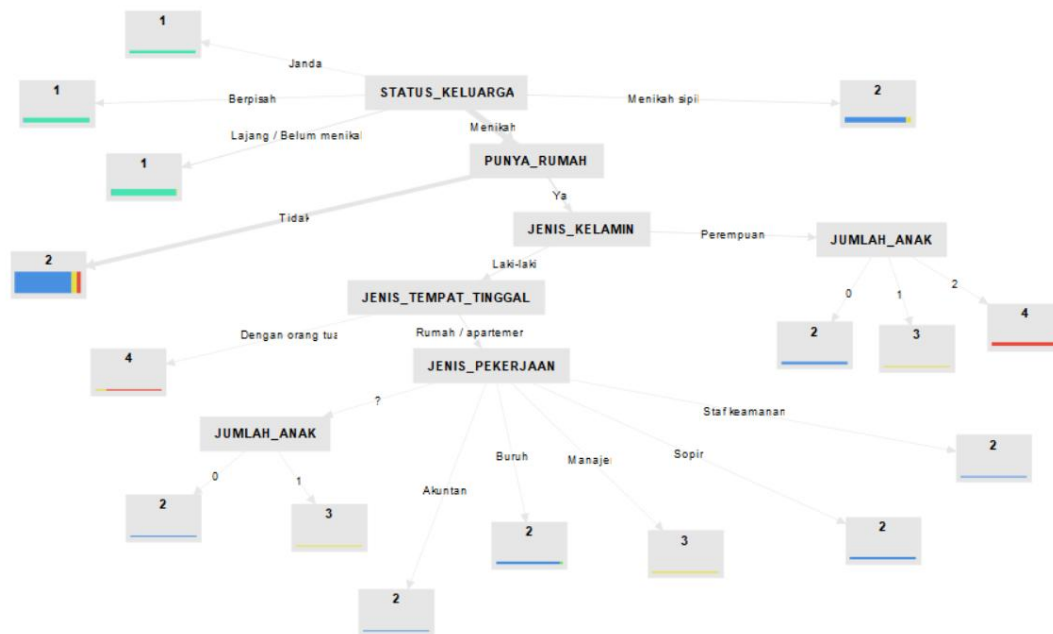 1
Janda
1
Berpisah
STATUS_KELUARGA
Menikah sipil
2
Lajang / Belum menikal
Menikah
1
PUNYA_RUMAH
Ya
Tidak
JENIS_KELAMIN
Perempuan
JUMLAH_ANAK
2
Laki-laki
0
1
2
JENIS_TEMPAT_TINGGAL
2
3
4
Dengan orang tua
Rumah / apartemer
4
JENIS_PEKERJAAN
?
Staf keamanan
JUMLAH_ANAK
Buruh
Manajer
Sopir
2
0
1
Akuntan
2
3
2
3
2
2